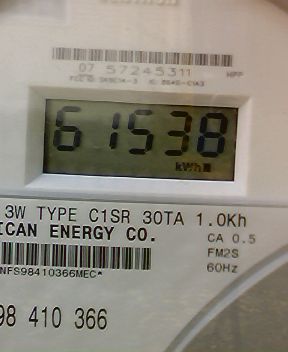 07 57245311 HPP
61538
kWh
3W TYPE C1SR 30TA 1.0Kh
ICAN ENERGY CO. CA 0.5
FM2S
NFS98410366MEC* 60Hz
98 410 366